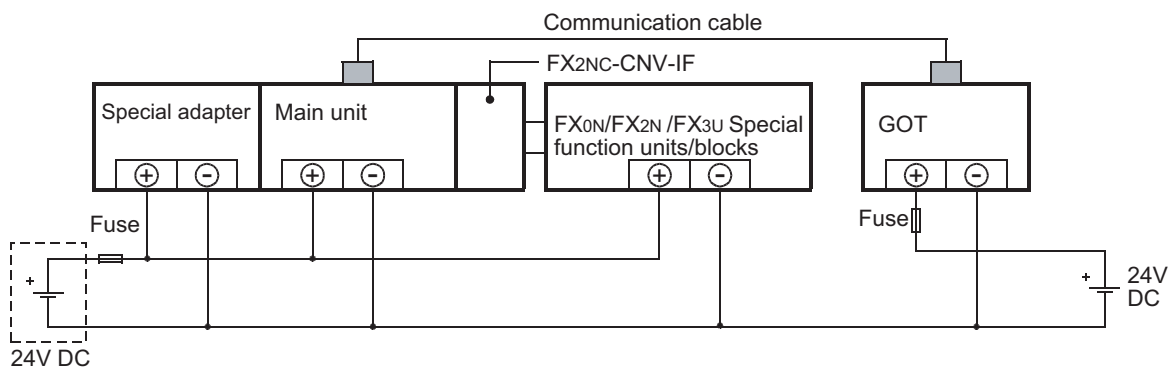 Communication cable
FX2NC-CNV-IF
Special adapter
Main unit
FX0N/FX2N /FX3U Special
function units/blocks
GOT
+ -
+ -
+ -
+ -
Fuse
Fuse
+
+
24V
DC
24V DC